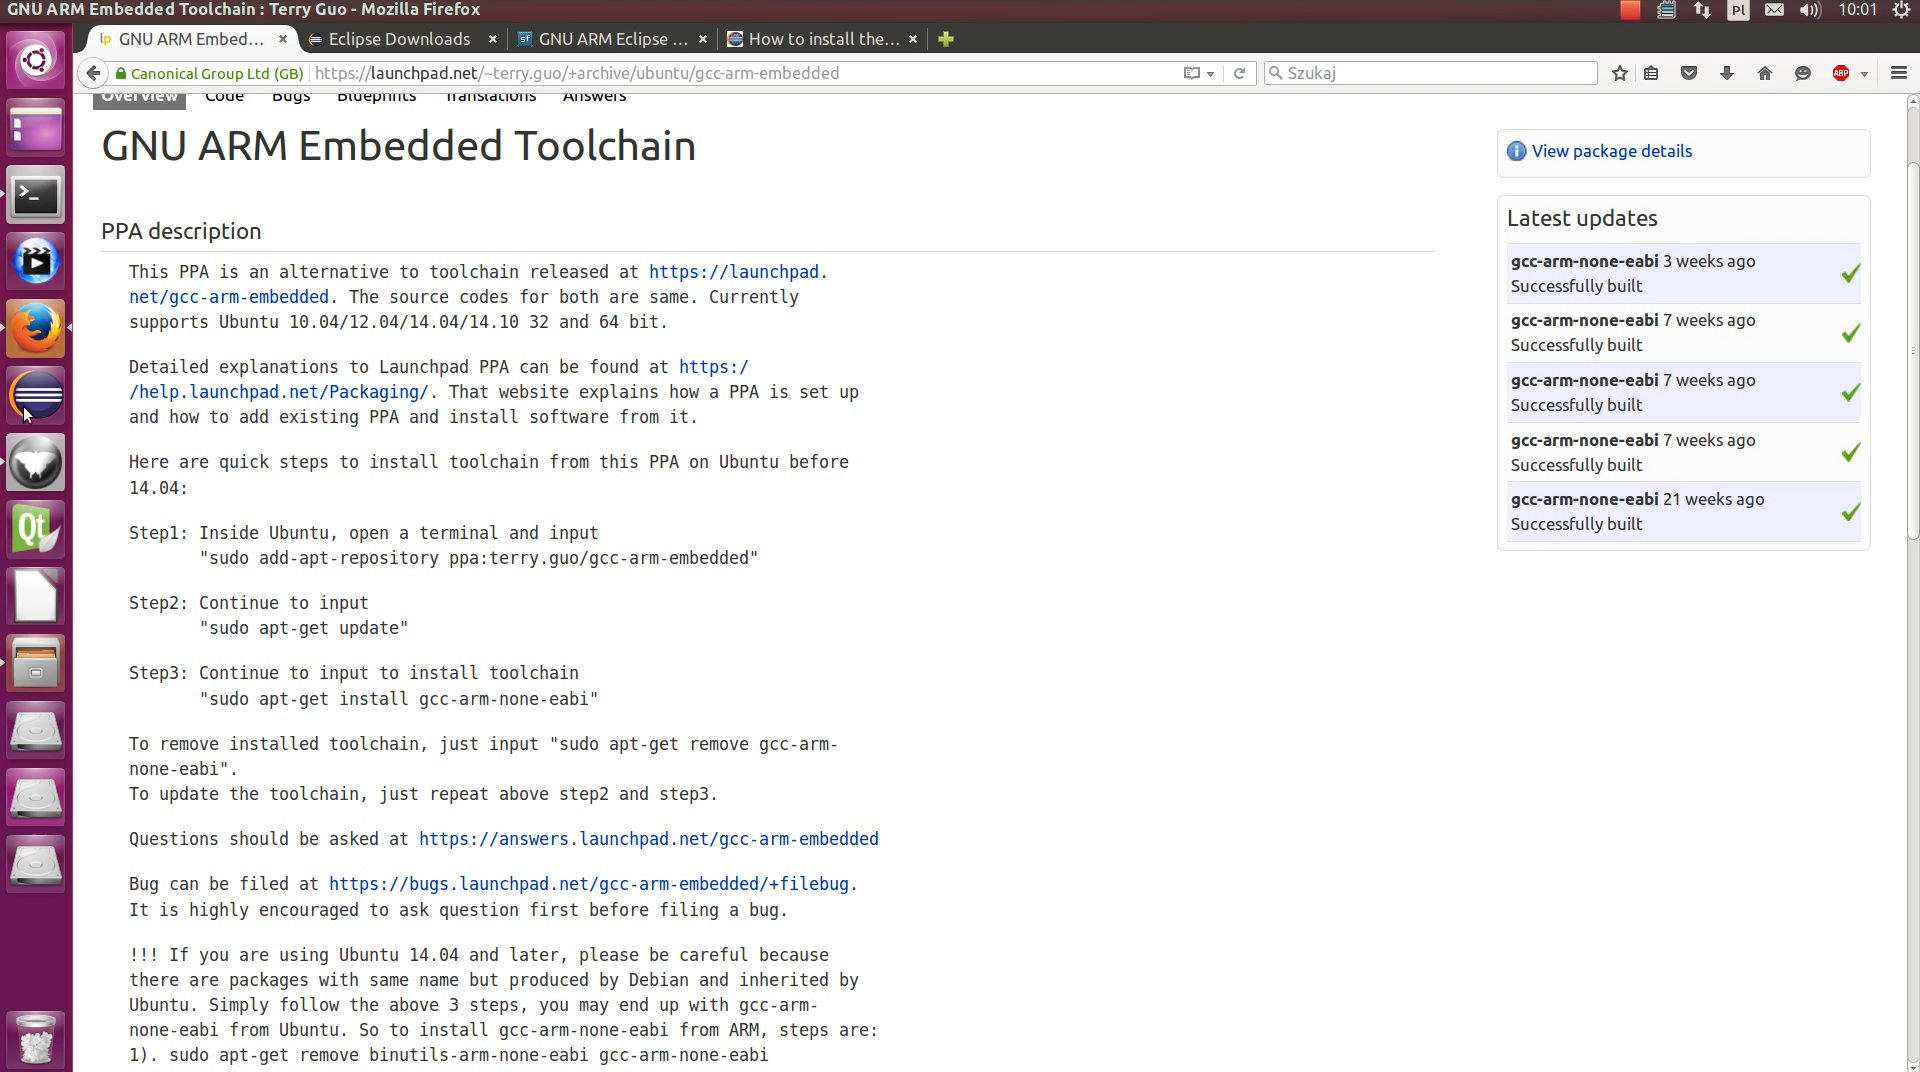 GNU ARM Embedded Toolchain : Terry Guo - Mozilla Firefox
Pl
10:01
lp GNU ARM Embed...
Eclipse Downloads
sf GNU ARM Eclipse ...
How to install the...
Canonical Group Ltd (GB)
https://launchpad.net/~terry.guo/+archive/ubuntu/gcc-arm-embedded
Szukaj
ABP
Overview Code Bugs Blueprints Translations Answers
GNU ARM Embedded Toolchain
PPA description
This PPA is an alternative to toolchain released at https://launchpad.
net/gcc-arm-embedded. The source codes for both are same. Currently
supports Ubuntu 10.04/12.04/14.04/14.10 32 and 64 bit.
Detailed explanations to Launchpad PPA can be found at https:/
/help.launchpad.net/Packaging/. That website explains how a PPA is set up
and how to add existing PPA and install software from it.
Here are quick steps to install toolchain from this PPA on Ubuntu before
14.04:
Step1: Inside Ubuntu, open a terminal and input
"sudo add-apt-repository ppa:terry.guo/gcc-arm-embedded"
Step2: Continue to input
"sudo apt-get update"
Step3: Continue to input to install toolchain
"sudo apt-get install gcc-arm-none-eabi"
To remove installed toolchain, just input "sudo apt-get remove gcc-arm-
none-eabi".
To update the toolchain, just repeat above step2 and step3.
Questions should be asked at https://answers.launchpad.net/gcc-arm-embedded
Bug can be filed at https://bugs.launchpad.net/gcc-arm-embedded/+filebug.
It is highly encouraged to ask question first before filing a bug.
!!! If you are using Ubuntu 14.04 and later, please be careful because
there are packages with same name but produced by Debian and inherited by
Ubuntu. Simply follow the above 3 steps, you may end up with gcc-arm-
none-eabi from Ubuntu. So to install gcc-arm-none-eabi from ARM, steps are:
1). sudo apt-get remove binutils-arm-none-eabi gcc-arm-none-eabi
View package details
Latest updates
gcc-arm-none-eabi 3 weeks ago
Successfully built
gcc-arm-none-eabi 7 weeks ago
Successfully built
gcc-arm-none-eabi 7 weeks ago
Successfully built
gcc-arm-none-eabi 7 weeks ago
Successfully built
gcc-arm-none-eabi 21 weeks ago
Successfully built
>_
Qt